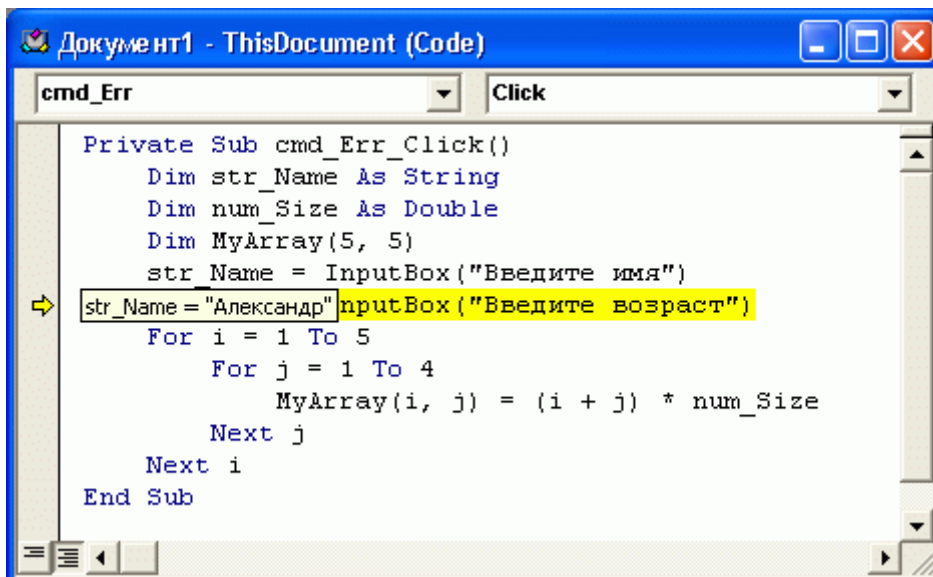 Документ1 - ThisDocument (Code)
cmd_Err Click
Private Sub cmd_Err_Click()
Dim str_Name As String
Dim num_Size As Double
Dim MyArray(5, 5)
str_Name = InputBox("Введите имя")
str_Name = "Александр" nputBox("Введите возраст")
For i = 1 To 5
For j = 1 To 4
MyArray(i, j) = (i + j) * num_Size
Next j
Next i
End Sub